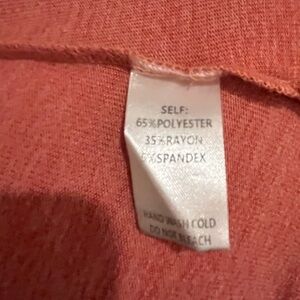 SELF:
65%POLYESTER
35%RAYON
5%SPANDEX
HAND WASH COLD
DO NOT BLEACH